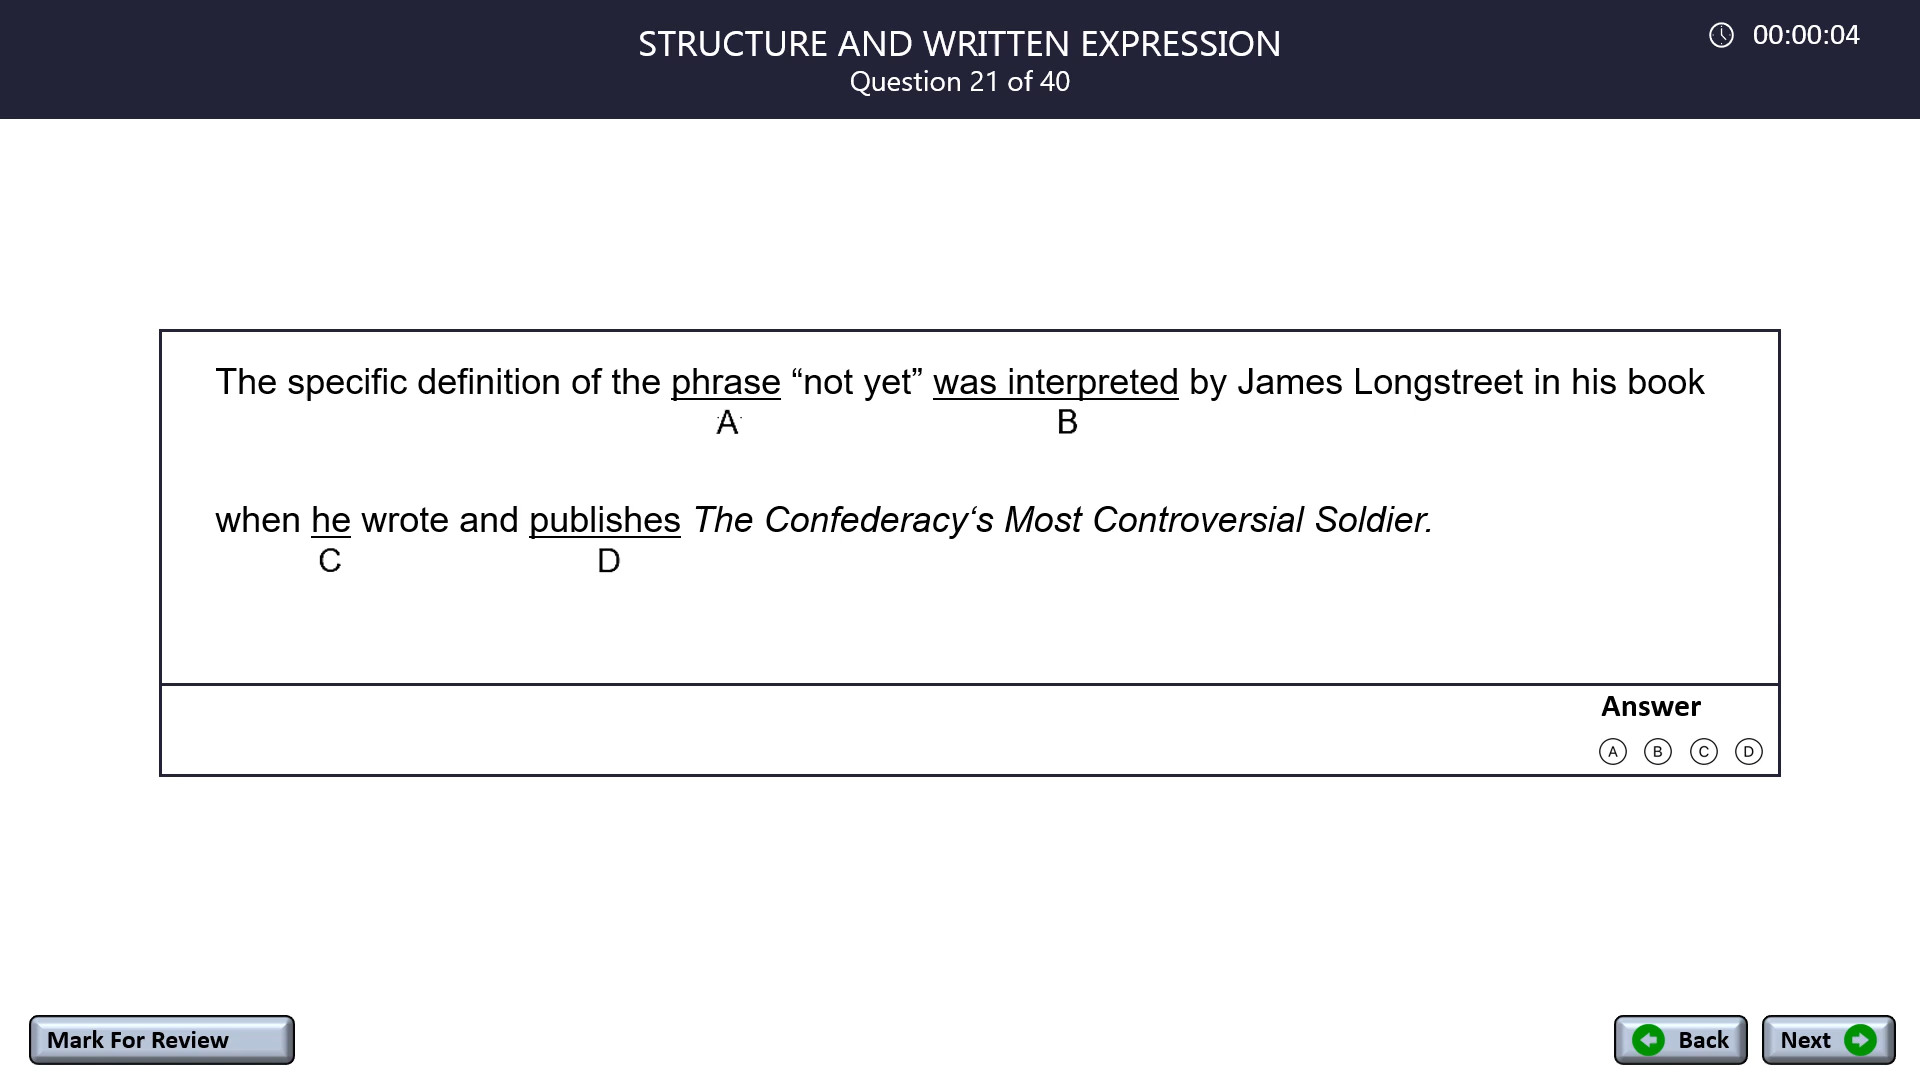 STRUCTURE AND WRITTEN EXPRESSION
00:00:04
Question 21 of 40
The specific definition of the phrase “not yet” was interpreted by James Longstreet in his book
A B
when he wrote and publishes The Confederacy‘s Most Controversial Soldier.
C D
Answer
A B C D
Mark For Review
Back
Next